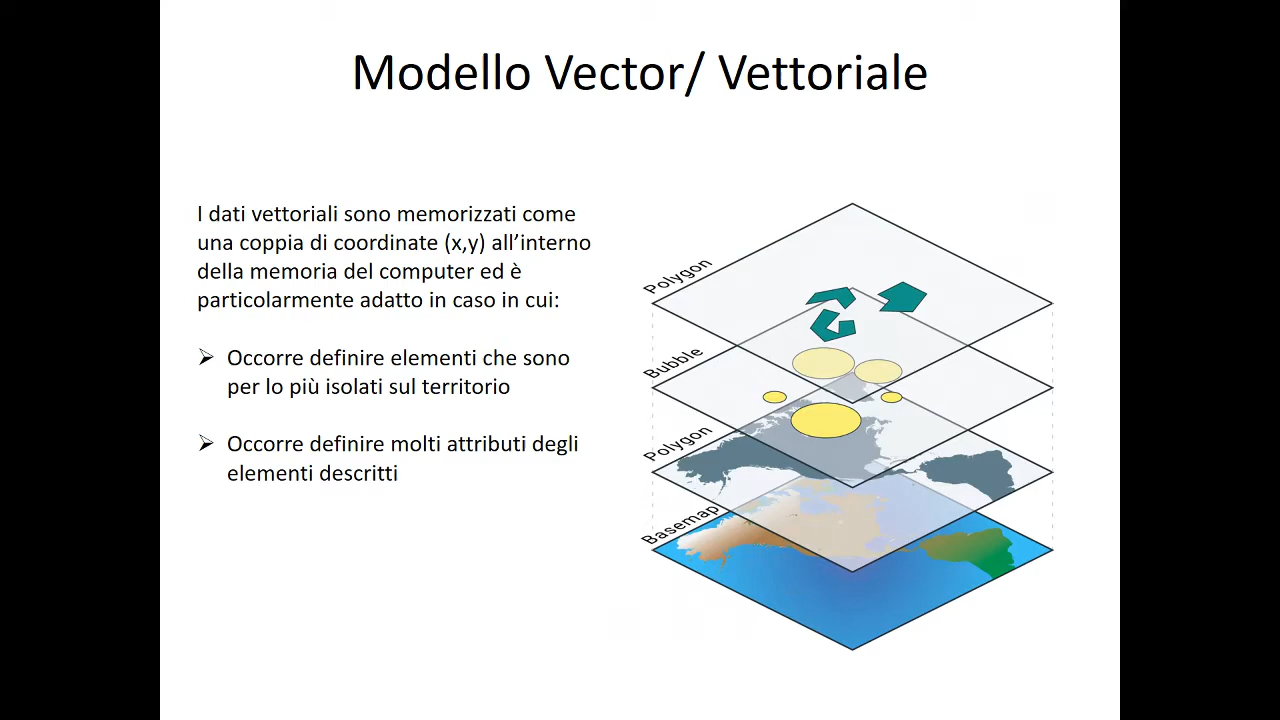 Modello Vector/ Vettoriale
I dati vettoriali sono memorizzati come
una coppia di coordinate (x,y) all’interno
della memoria del computer ed è
particolarmente adatto in caso in cui:
➢ Occorre definire elementi che sono
per lo più isolati sul territorio
➢ Occorre definire molti attributi degli
elementi descritti
Polygon
Bubble
Polygon
Basemap